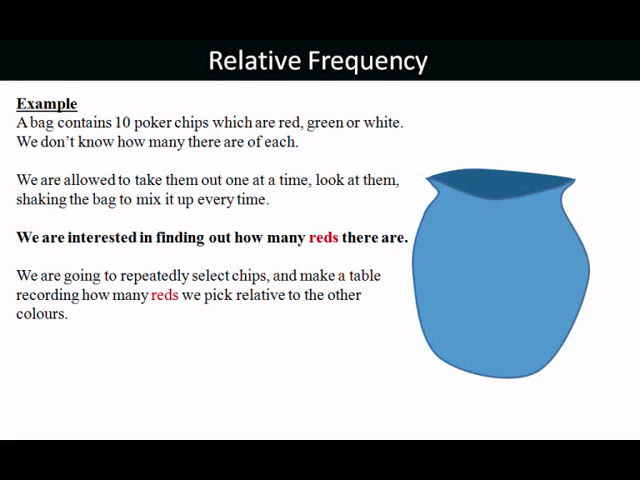 Relative Frequency
Example
A bag contains 10 poker chips which are red, green or white.
We don't know how many there are of each.
We are allowed to take them out one at a time, look at them,
shaking the bag to mix it up every time.
We are interested in finding out how many reds there are.
We are going to repeatedly select chips, and make a table
recording how many reds we pick relative to the other
colours.